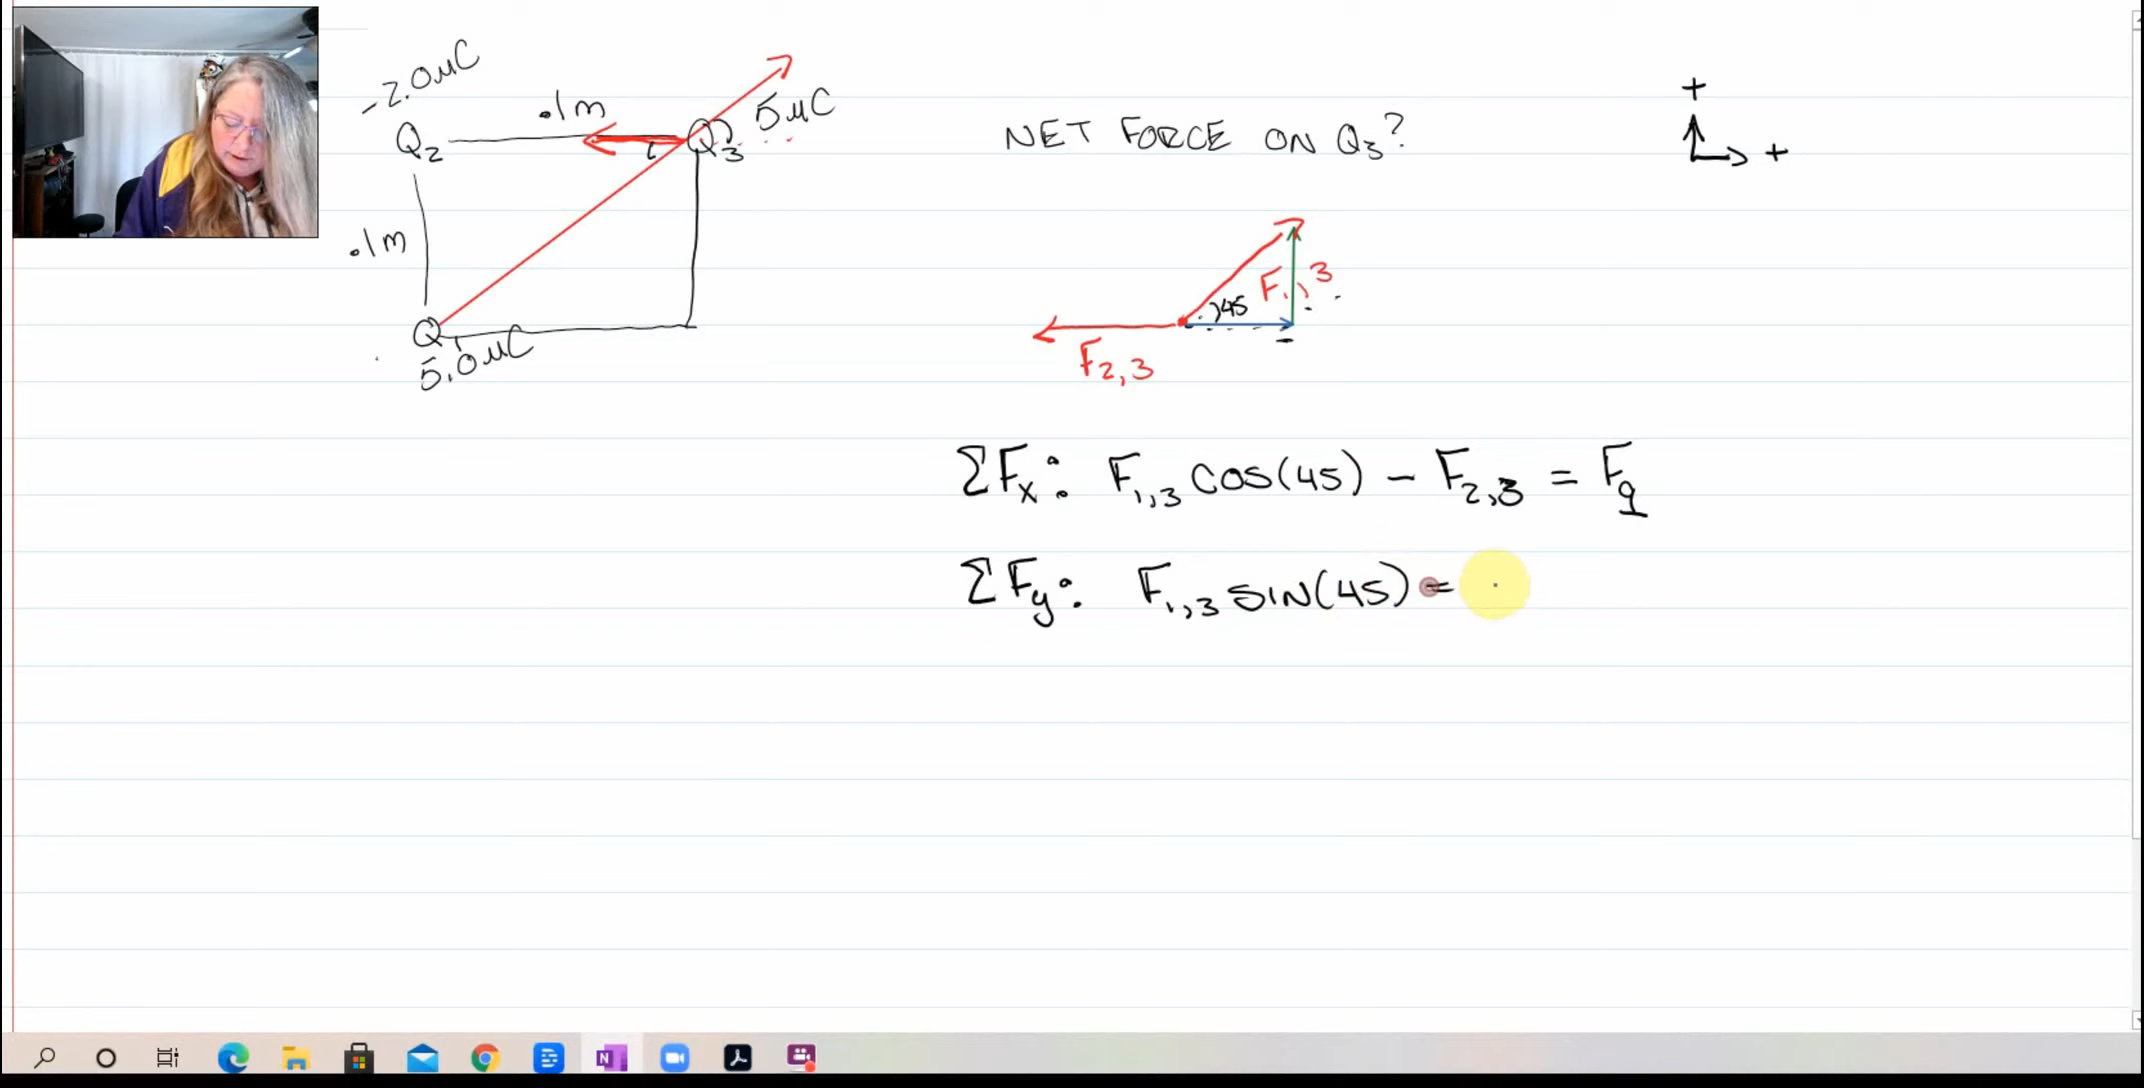 -2.0µC
.1m
5µC
Q2
Q3
NET FORCE ON Q3?
+
+
.1m
Q1
5.0µC
45
F1,3
F2,3
ΣFx: F1,3 COS(45) - F2,3 = Fq
ΣFy: F1,3 SIN(45) =